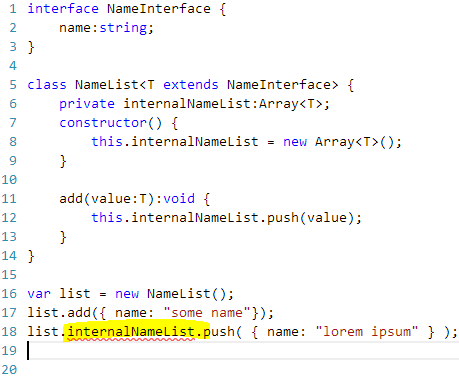 1 interface NameInterface {
2     name:string;
3 }
4
5 class NameList<T extends NameInterface> {
6     private internalNameList:Array<T>;
7     constructor() {
8         this.internalNameList = new Array<T>();
9     }
10
11     add(value:T):void {
12         this.internalNameList.push(value);
13     }
14 }
15
16 var list = new NameList();
17 list.add({ name: "some name"});
18 list.internalNameList.push( { name: "lorem ipsum" } );
19
20